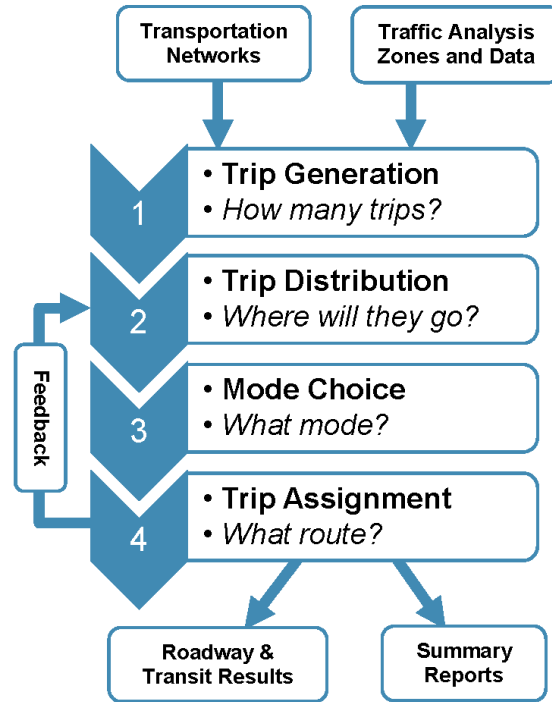 Transportation
Networks
Traffic Analysis
Zones and Data
1
• Trip Generation
• How many trips?
2
• Trip Distribution
• Where will they go?
Feedback
3
• Mode Choice
• What mode?
4
• Trip Assignment
• What route?
Roadway &
Transit Results
Summary
Reports